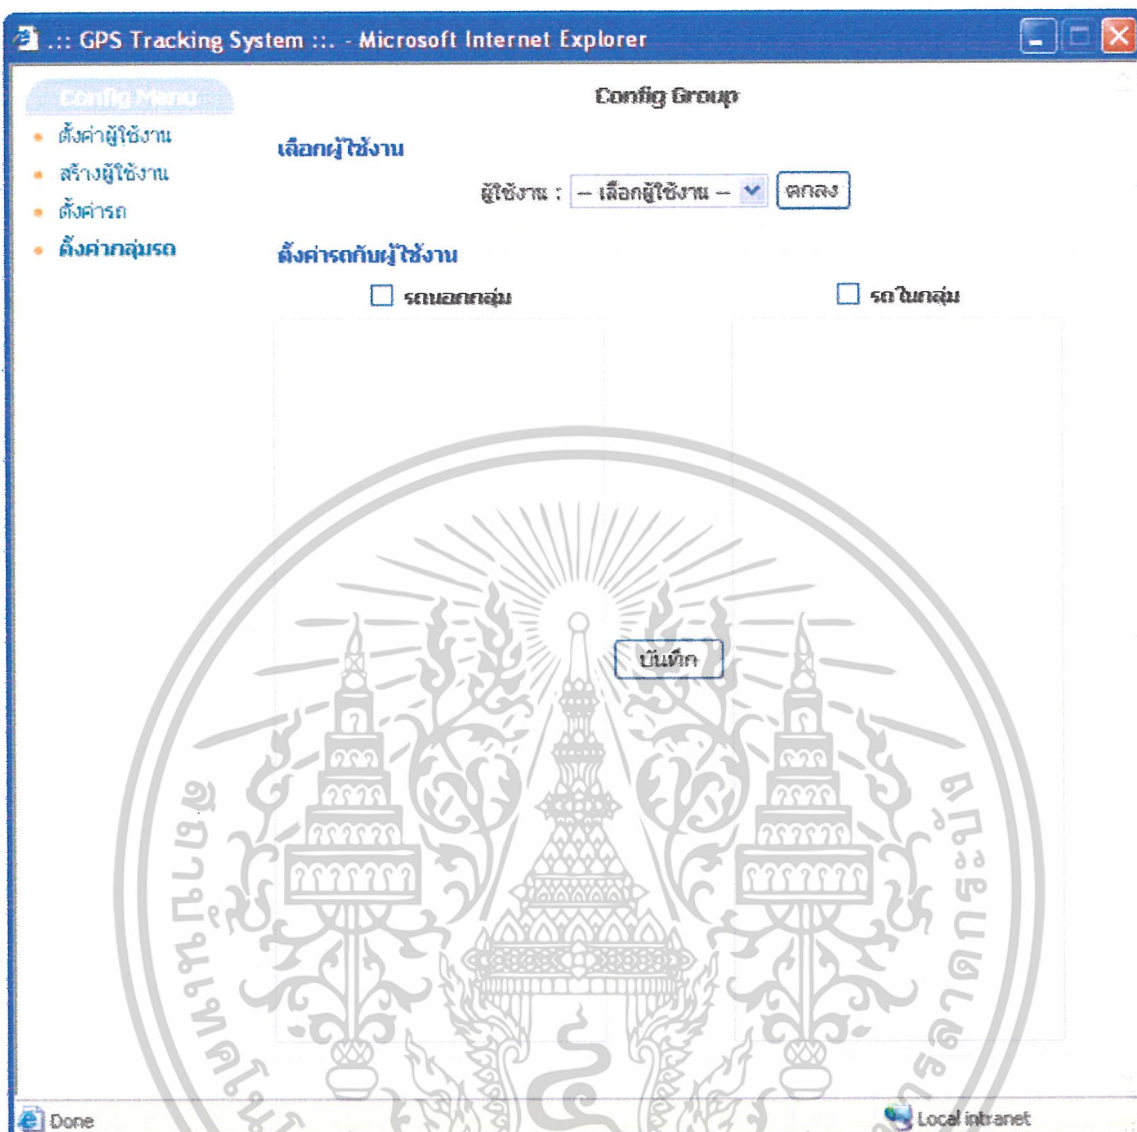 .:: GPS Tracking System ::. - Microsoft Internet Explorer
Config Menu
ตั้งค่าผู้ใช้งาน
สร้างผู้ใช้งาน
ตั้งค่ารถ
ตั้งค่ากลุ่มรถ
Config Group
เลือกผู้ใช้งาน
ผู้ใช้งาน : -- เลือกผู้ใช้งาน -- ตกลง
ตั้งค่ารถกับผู้ใช้งาน
รถนอกกลุ่ม รถในกลุ่ม
บันทึก
Done Local intranet